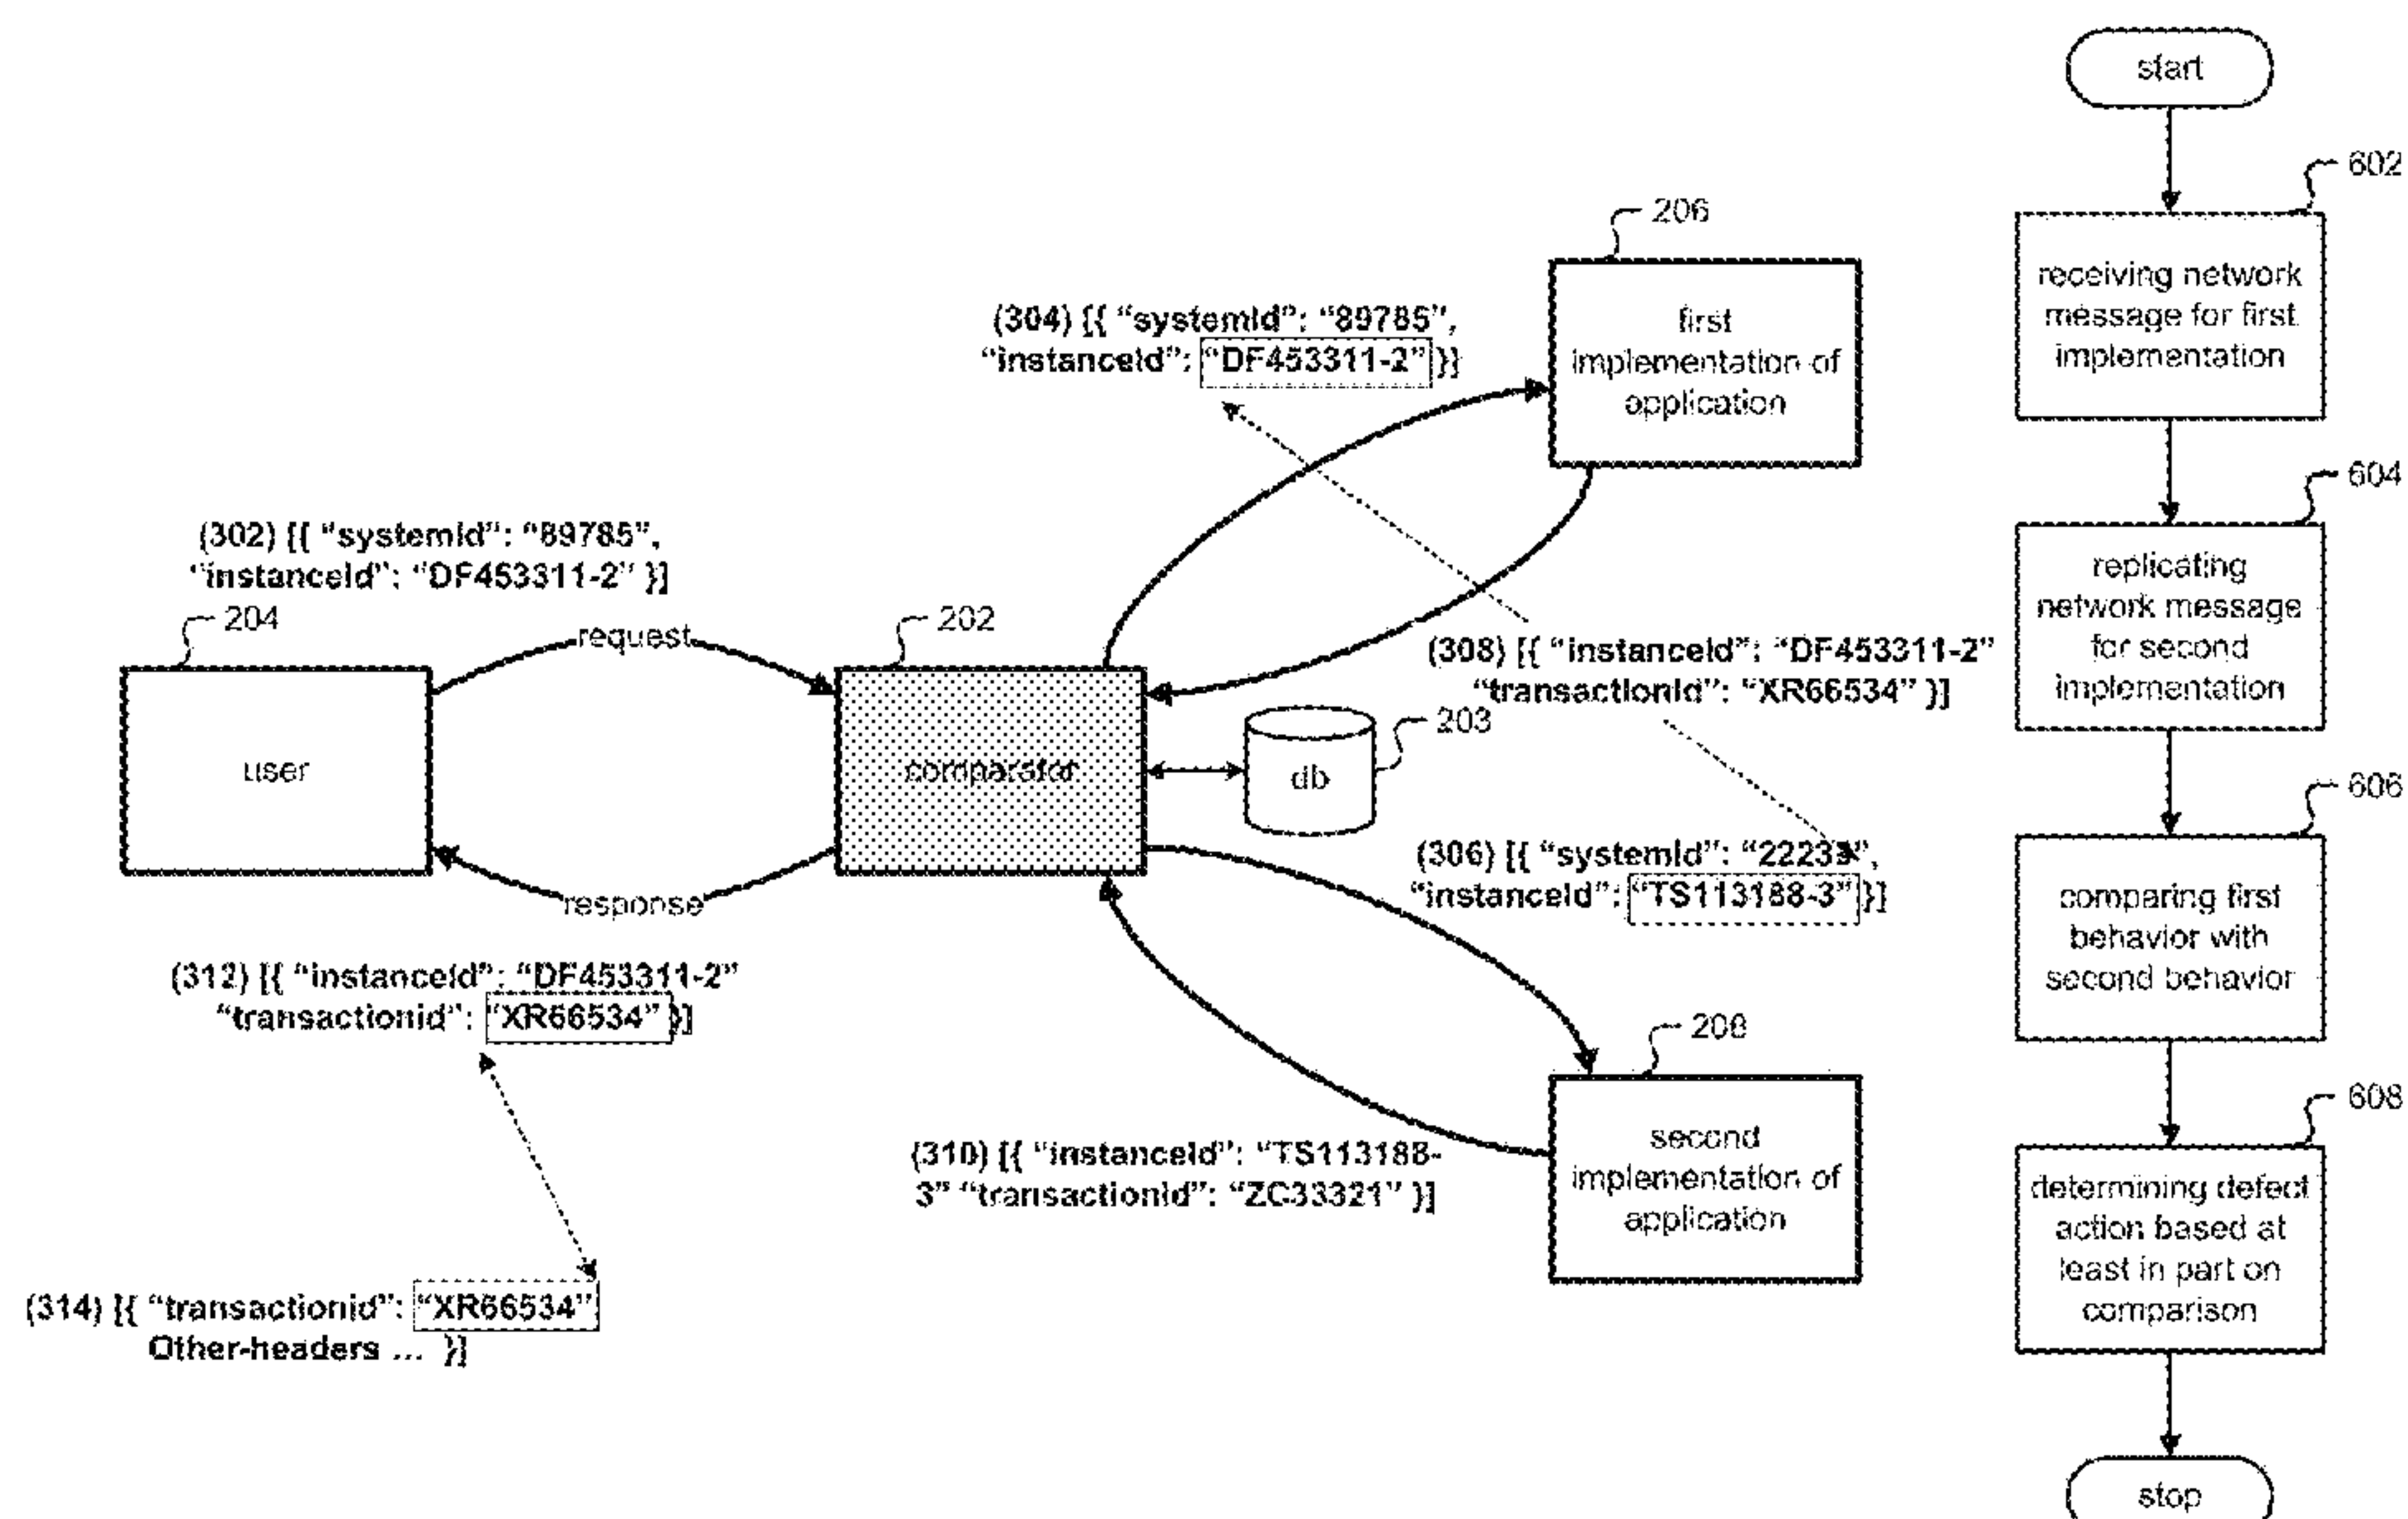 (302) [{ "systemId": "89785",
"instanceId": "DF453311-2" }]
204
user
request
response
(312) [{ "instanceId": "DF453311-2"
"transactionid": "XR66534" }]
(314) [{ "transactionid": "XR66534"
Other-headers ... }]
202
comparator
203
db
(304) [{ "systemId": "89785",
"instanceId": "DF453311-2" }]
206
first
implementation of
application
(308) [{ "instanceId": "DF453311-2"
"transactionId": "XR66534" }]
(306) [{ "systemId":
"instanceId": "TS113188-3" }]
(310) [{ "instanceId": "TS113188-
3" "transactionId": "ZC33321" }]
208
second
implementation of
application
start
602
receiving network
message for first
implementation
604
replicating
network message
for second
implementation
606
comparing first
behavior with
second behavior
608
determining defect
action based at
least in part on
comparison
stop